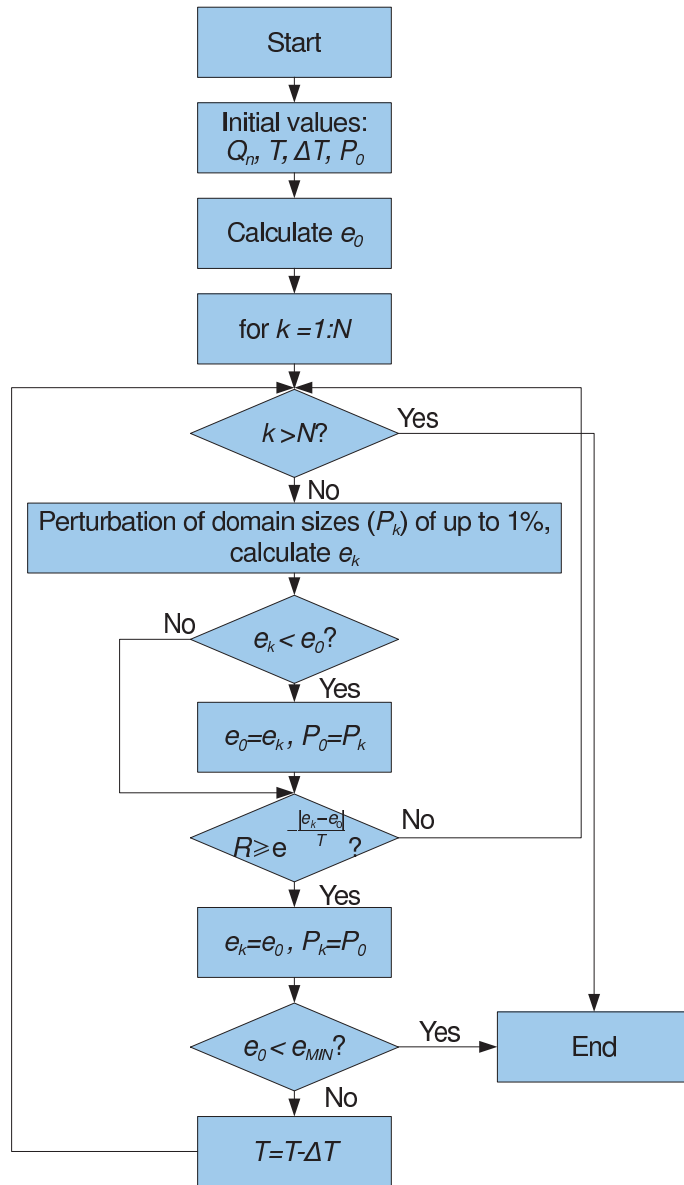 Start
Initial values:
Qₙ, T, ΔT, P₀
Calculate e₀
for k =1:N
k >N?
Yes
No
Perturbation of domain sizes (Pₖ) of up to 1%,
calculate eₖ
No
eₖ < e₀?
Yes
e₀=eₖ, P₀=Pₖ
R⩾e^(-|eₖ-e₀|/T) ?
No
Yes
eₖ=e₀, Pₖ=P₀
e₀ < e_MIN?
Yes
End
No
T=T-ΔT